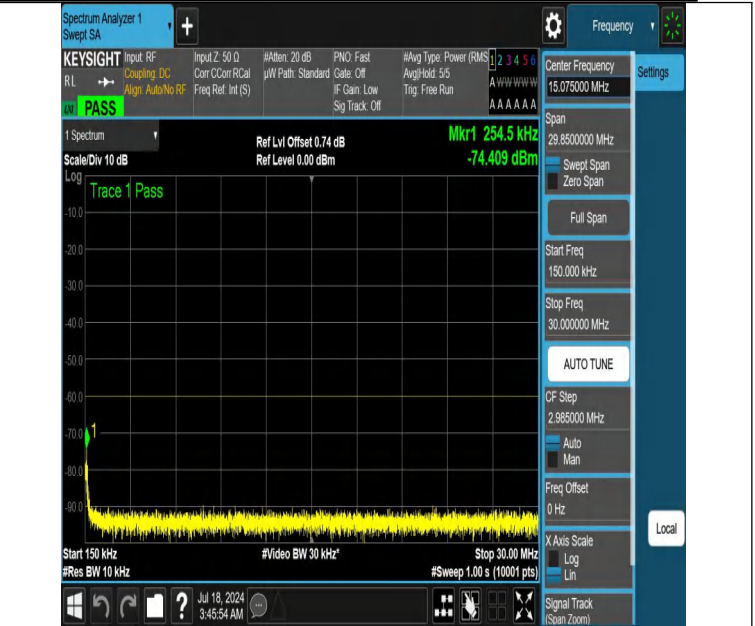 Spectrum Analyzer 1
Swept SA
Frequency
KEYSIGHT
RL
LXI PASS
Input: RF
Coupling: DC
Align: Auto/No RF
Input Z: 50 Ω
Corr CCorr RCal
Freq Ref: Int (S)
#Atten: 20 dB
µW Path: Standard
PNO: Fast
Gate: Off
IF Gain: Low
Sig Track: Off
#Avg Type: Power (RMS
Avg|Hold: 5/5
Trig: Free Run
1 2 3 4 5 6
A W W W W W
A A A A A A
1 Spectrum
Scale/Div 10 dB
Ref Lvl Offset 0.74 dB
Ref Level 0.00 dBm
Mkr1 254.5 kHz
-74.409 dBm
Log
Trace 1 Pass
-10.0
-20.0
-30.0
-40.0
-50.0
-60.0
-70.0
1
-80.0
-90.0
Start 150 kHz
#Video BW 30 kHz*
Stop 30.00 MHz
#Res BW 10 kHz
#Sweep 1.00 s (10001 pts)
?
Jul 18, 2024
3:45:54 AM
Center Frequency
15.075000 MHz
Settings
Span
29.8500000 MHz
Swept Span
Zero Span
Full Span
Start Freq
150.000 kHz
Stop Freq
30.000000 MHz
AUTO TUNE
CF Step
2.985000 MHz
Auto
Man
Freq Offset
0 Hz
Local
X Axis Scale
Log
Lin
Signal Track
(Span Zoom)